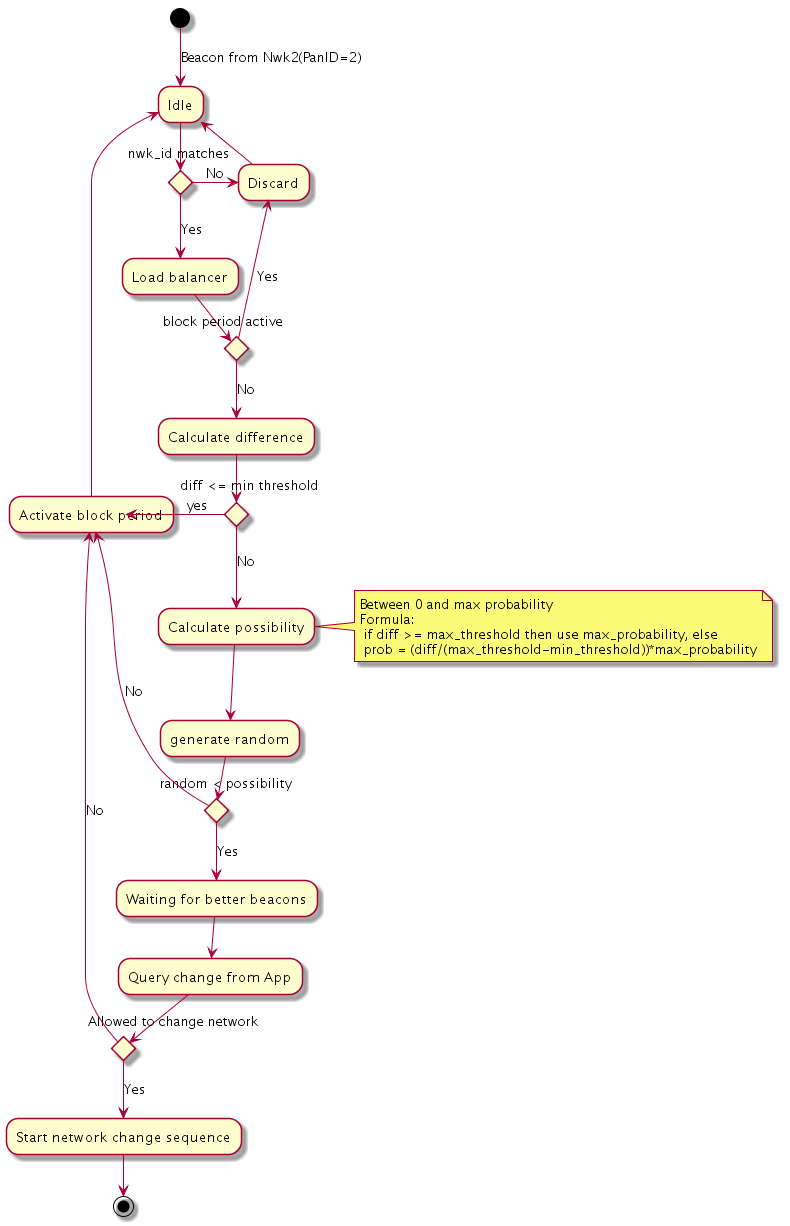 Beacon from Nwk2(PanID=2)
Idle
nwk_id matches
No
Discard
Yes
Load balancer
Yes
block period active
No
Calculate difference
diff <= min threshold
yes
Activate block period
No
Between 0 and max probability
Formula:
if diff >= max_threshold then use max_probability, else
prob = (diff/(max_threshold-min_threshold))*max_probability
Calculate possibility
No
generate random
random < possibility
No
Yes
Waiting for better beacons
Query change from App
Allowed to change network
Yes
Start network change sequence